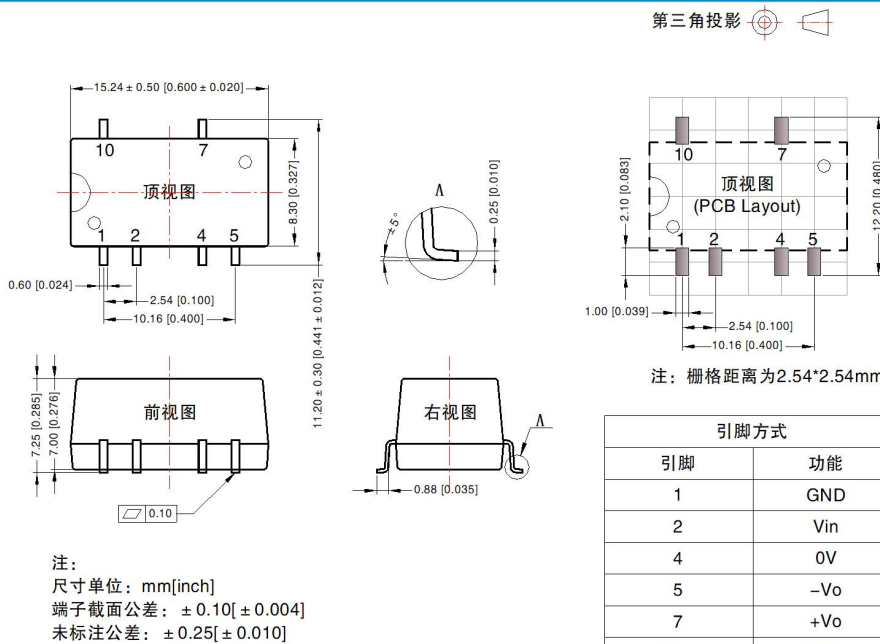 第三角投影
15.24 ± 0.50 [0.600 ± 0.020]
10 7
顶视图
8.30 [0.327]
1 2 4 5
0.60 [0.024]
2.54 [0.100]
10.16 [0.400]
11.20 ± 0.30 [0.441 ± 0.012]
Λ
±5°
0.25 [0.010]
10 7
顶视图
(PCB Layout)
1 2 4 5
2.10 [0.083]
12.20 [0.480]
1.00 [0.039]
2.54 [0.100]
10.16 [0.400]
注：栅格距离为2.54*2.54mm
前视图
7.25 [0.285]
7.00 [0.276]
0.10
右视图
Λ
0.88 [0.035]
注：
尺寸单位：mm[inch]
端子截面公差：±0.10[±0.004]
未标注公差：±0.25[±0.010]
引脚方式
引脚 功能
1 GND
2 Vin
4 0V
5 −Vo
7 +Vo